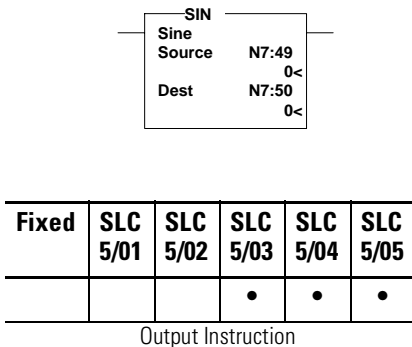 SIN
Sine
Source N7:49
0<
Dest N7:50
0<
Fixed SLC 5/01 SLC 5/02 SLC 5/03 SLC 5/04 SLC 5/05
• • •
Output Instruction